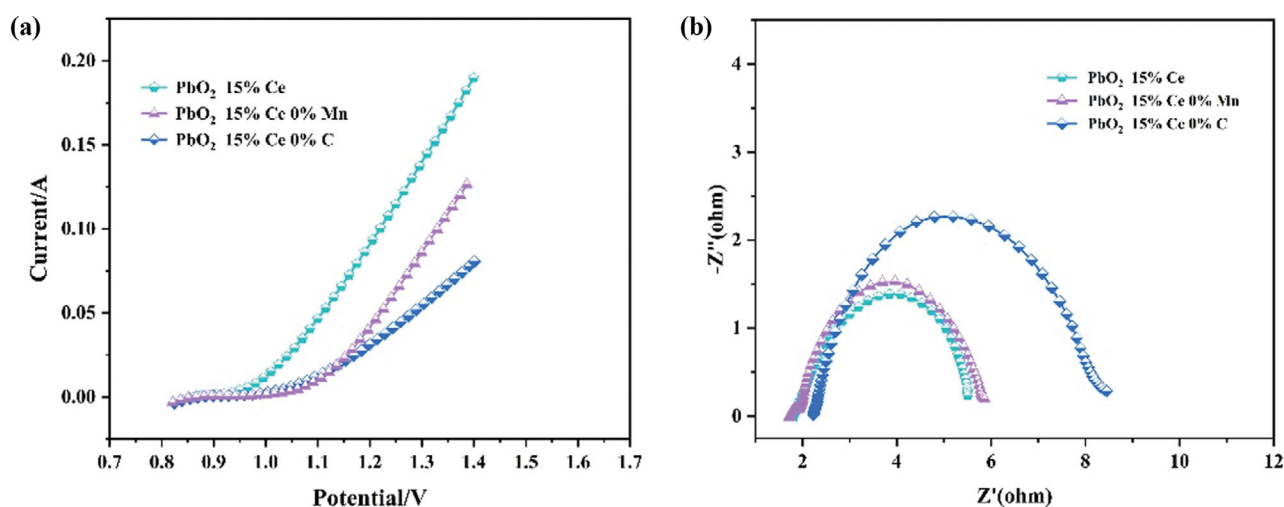 (a)
0.20
0.15
0.10
0.05
0.00
Current/A
PbO2 15% Ce
PbO2 15% Ce 0% Mn
PbO2 15% Ce 0% C
0.7 0.8 0.9 1.0 1.1 1.2 1.3 1.4 1.5 1.6 1.7
Potential/V
(b)
4
3
2
1
0
-Z"(ohm)
PbO2 15% Ce
PbO2 15% Ce 0% Mn
PbO2 15% Ce 0% C
2 4 6 8 10 12
Z'(ohm)